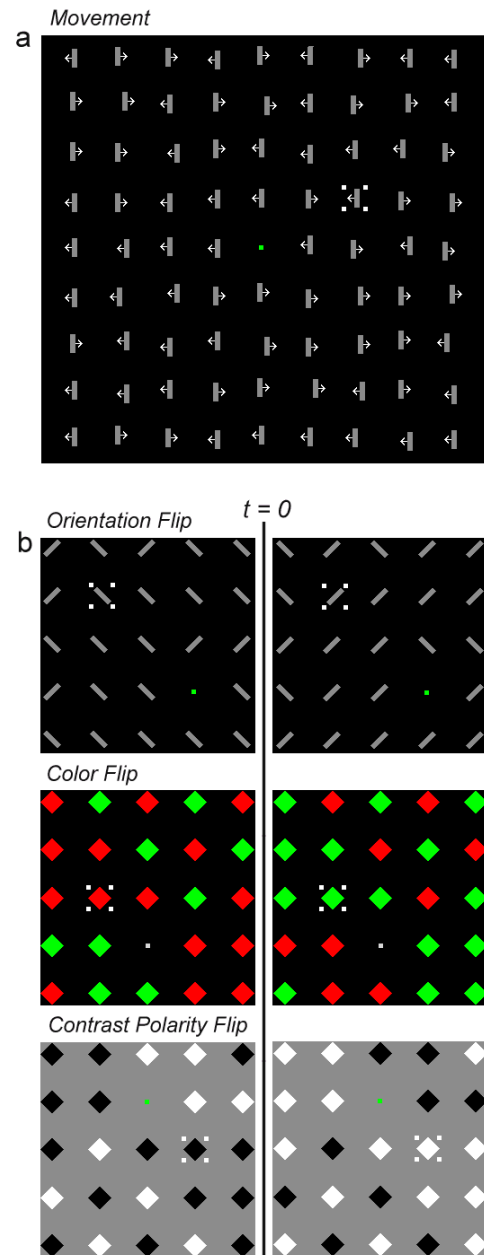 Movement
a
t = 0
Orientation Flip
b
Color Flip
Contrast Polarity Flip